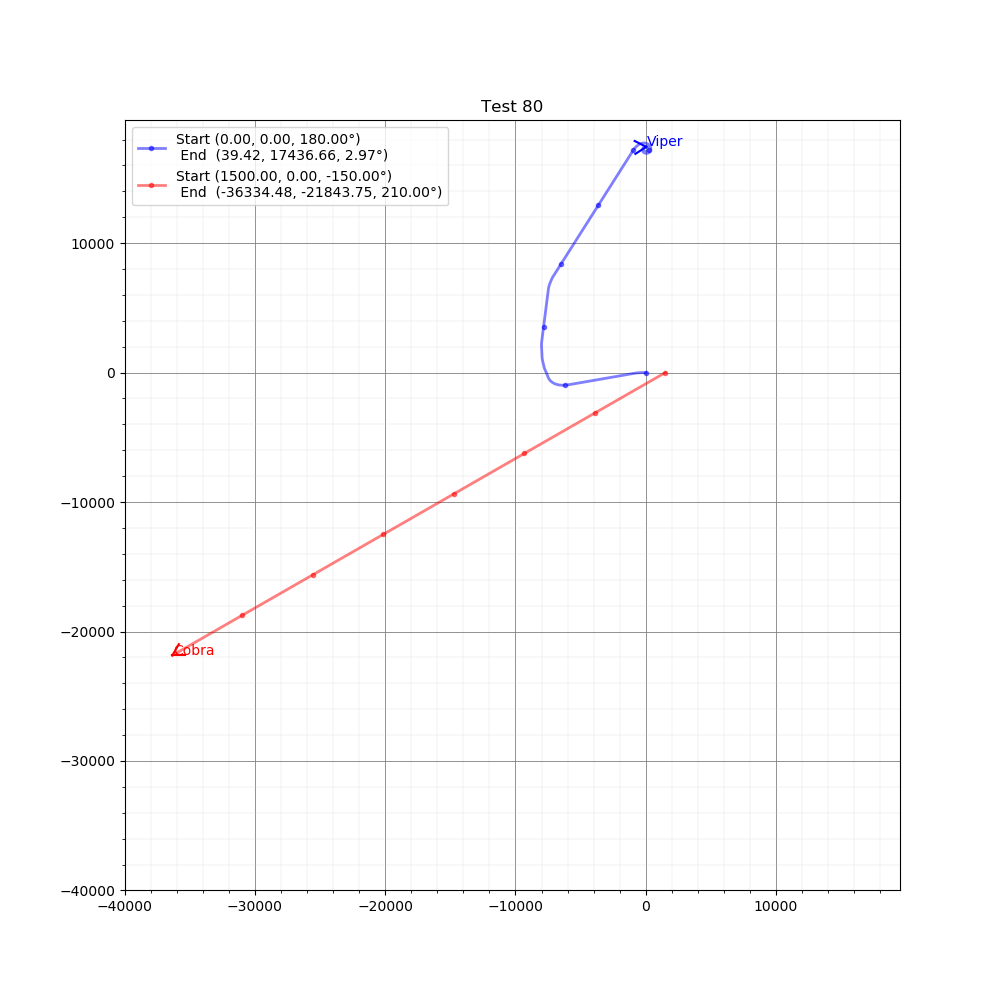 Test 80
Start (0.00, 0.00, 180.00°)
End (39.42, 17436.66, 2.97°)
Start (1500.00, 0.00, -150.00°)
End (-36334.48, -21843.75, 210.00°)
Viper
10000
0
−10000
Cobra
−20000
−30000
−40000
−40000 −30000 −20000 −10000 0 10000